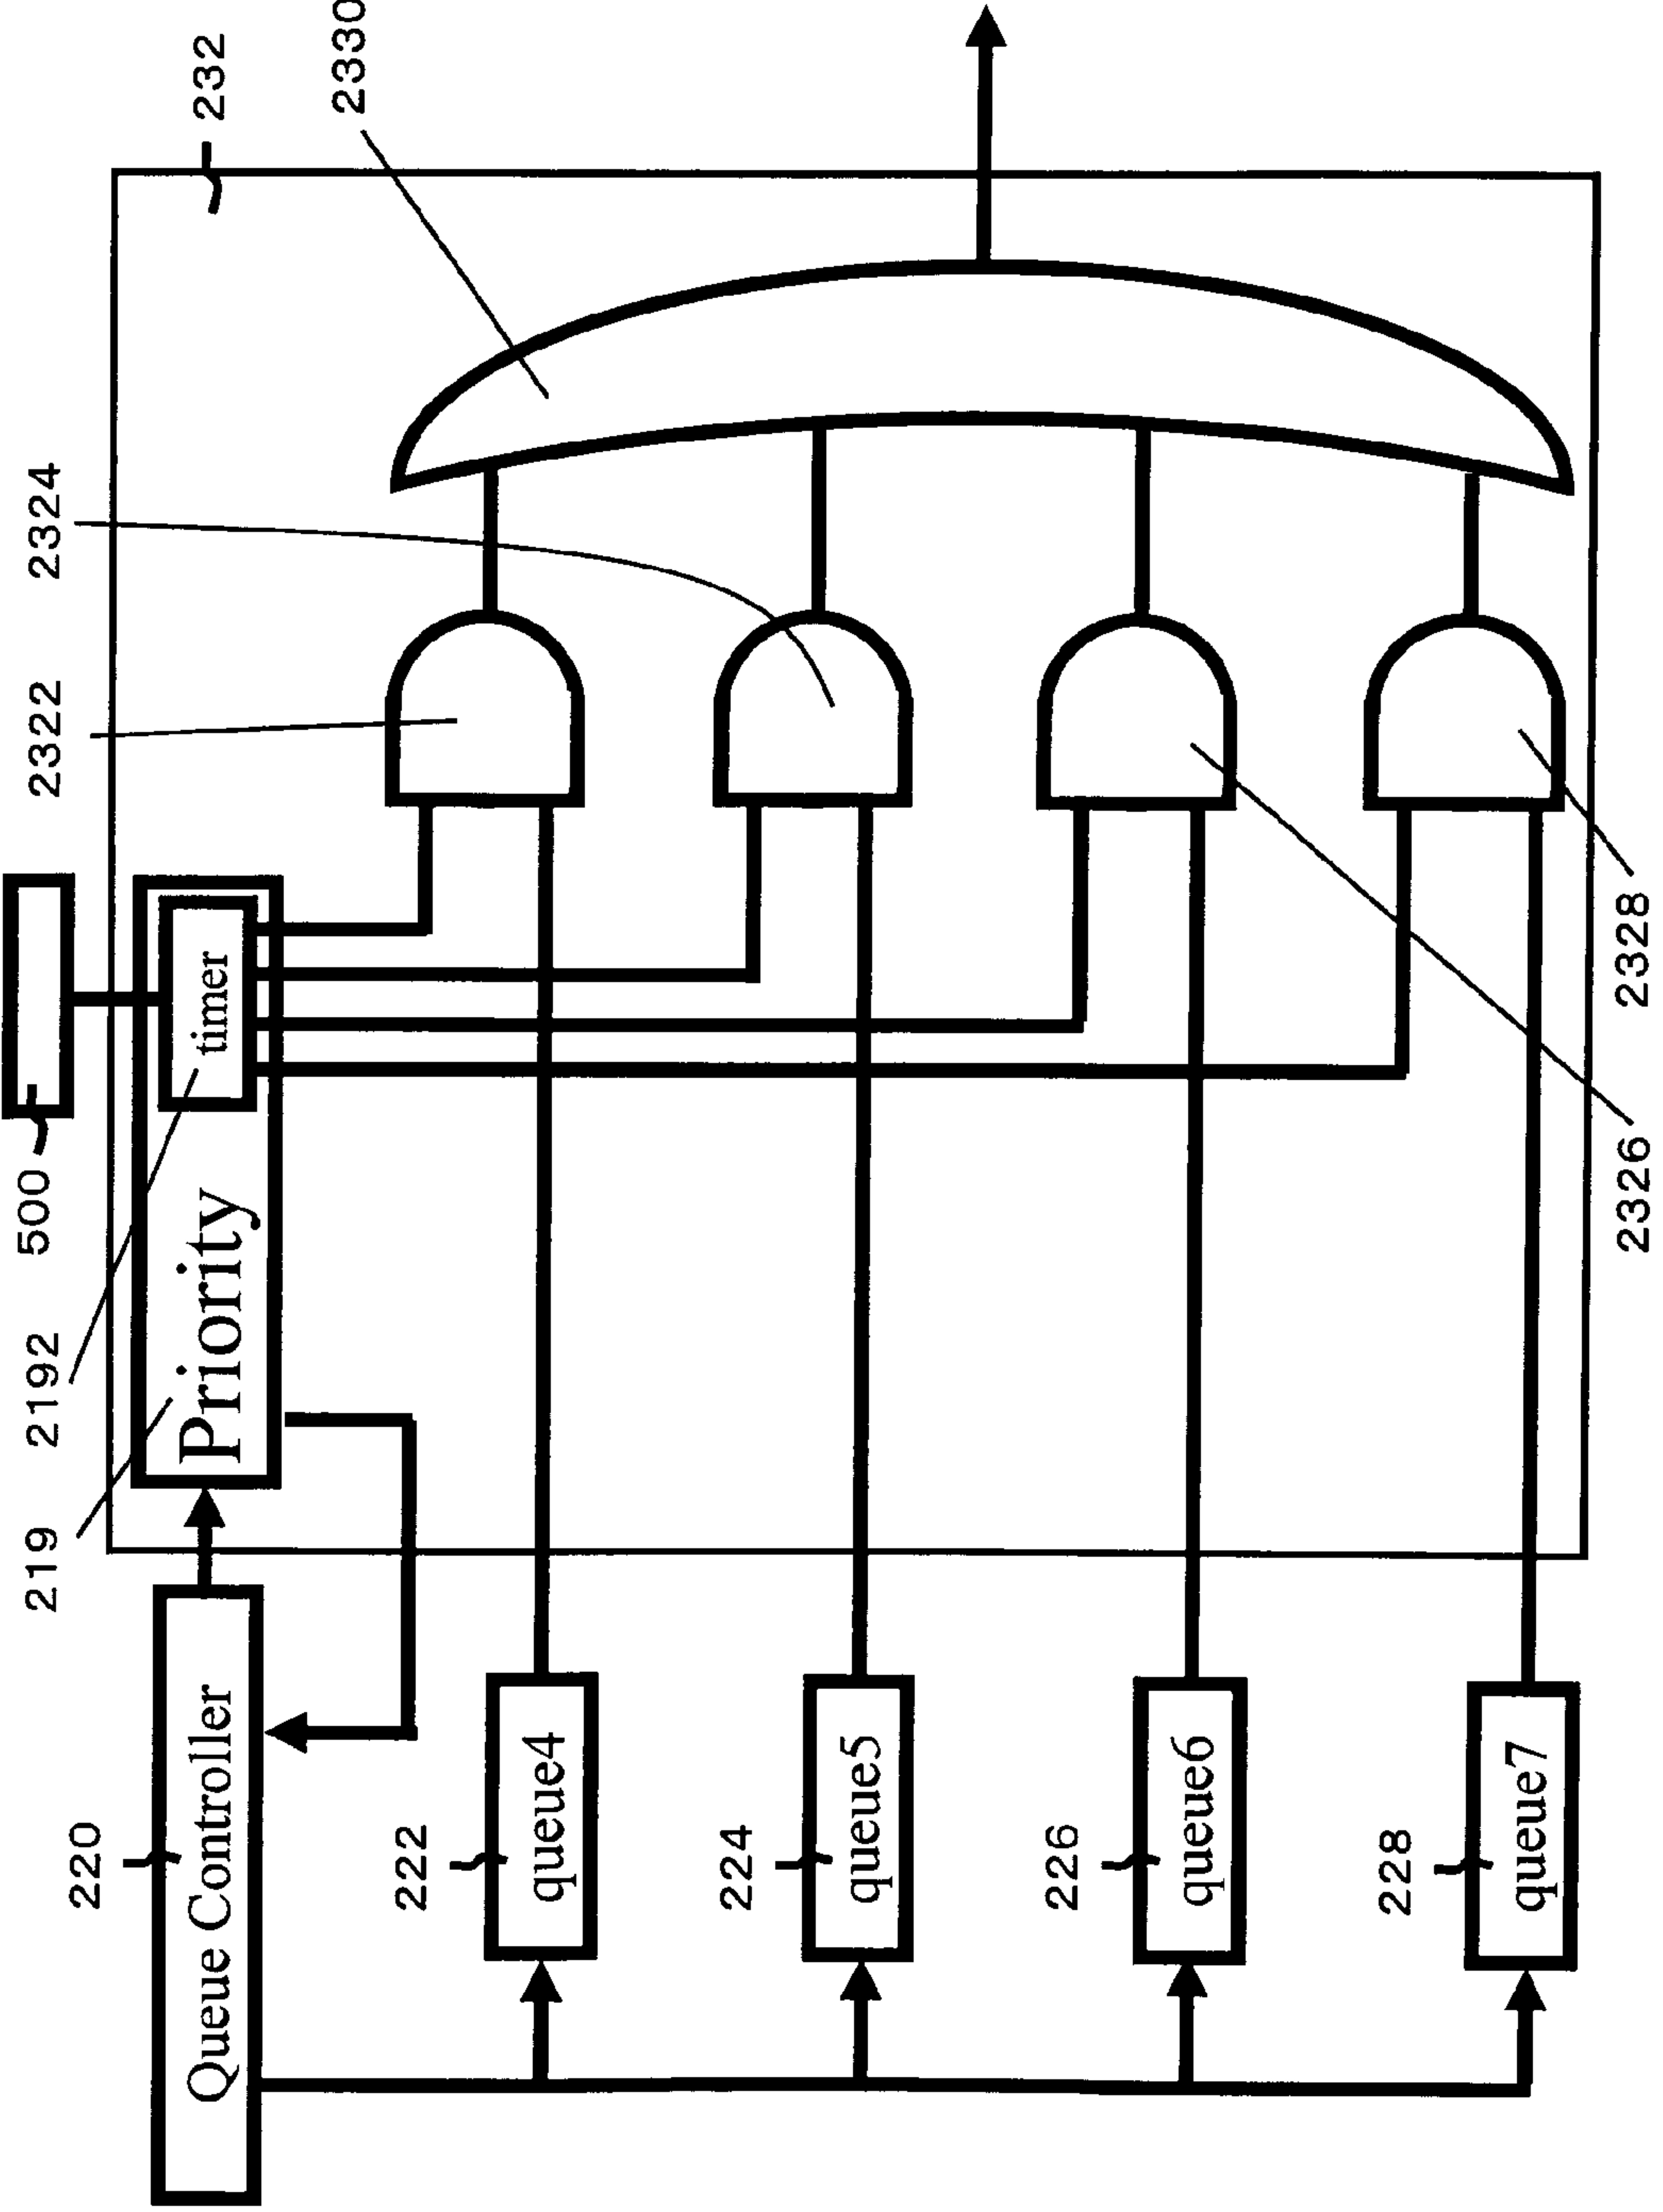 232
2330
2324
2322
500
2192
219
timer
Priority
220
Queue Controller
222
queue4
224
queue5
226
queue6
228
queue7
2328
2326